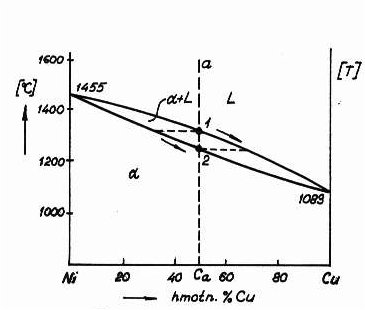 1600
a
[T]
[°C]
1455
α+L
L
1400
1
1200
2
α
1083
1000
Ni
20
40
Ca
60
80
Cu
hmotn. % Cu